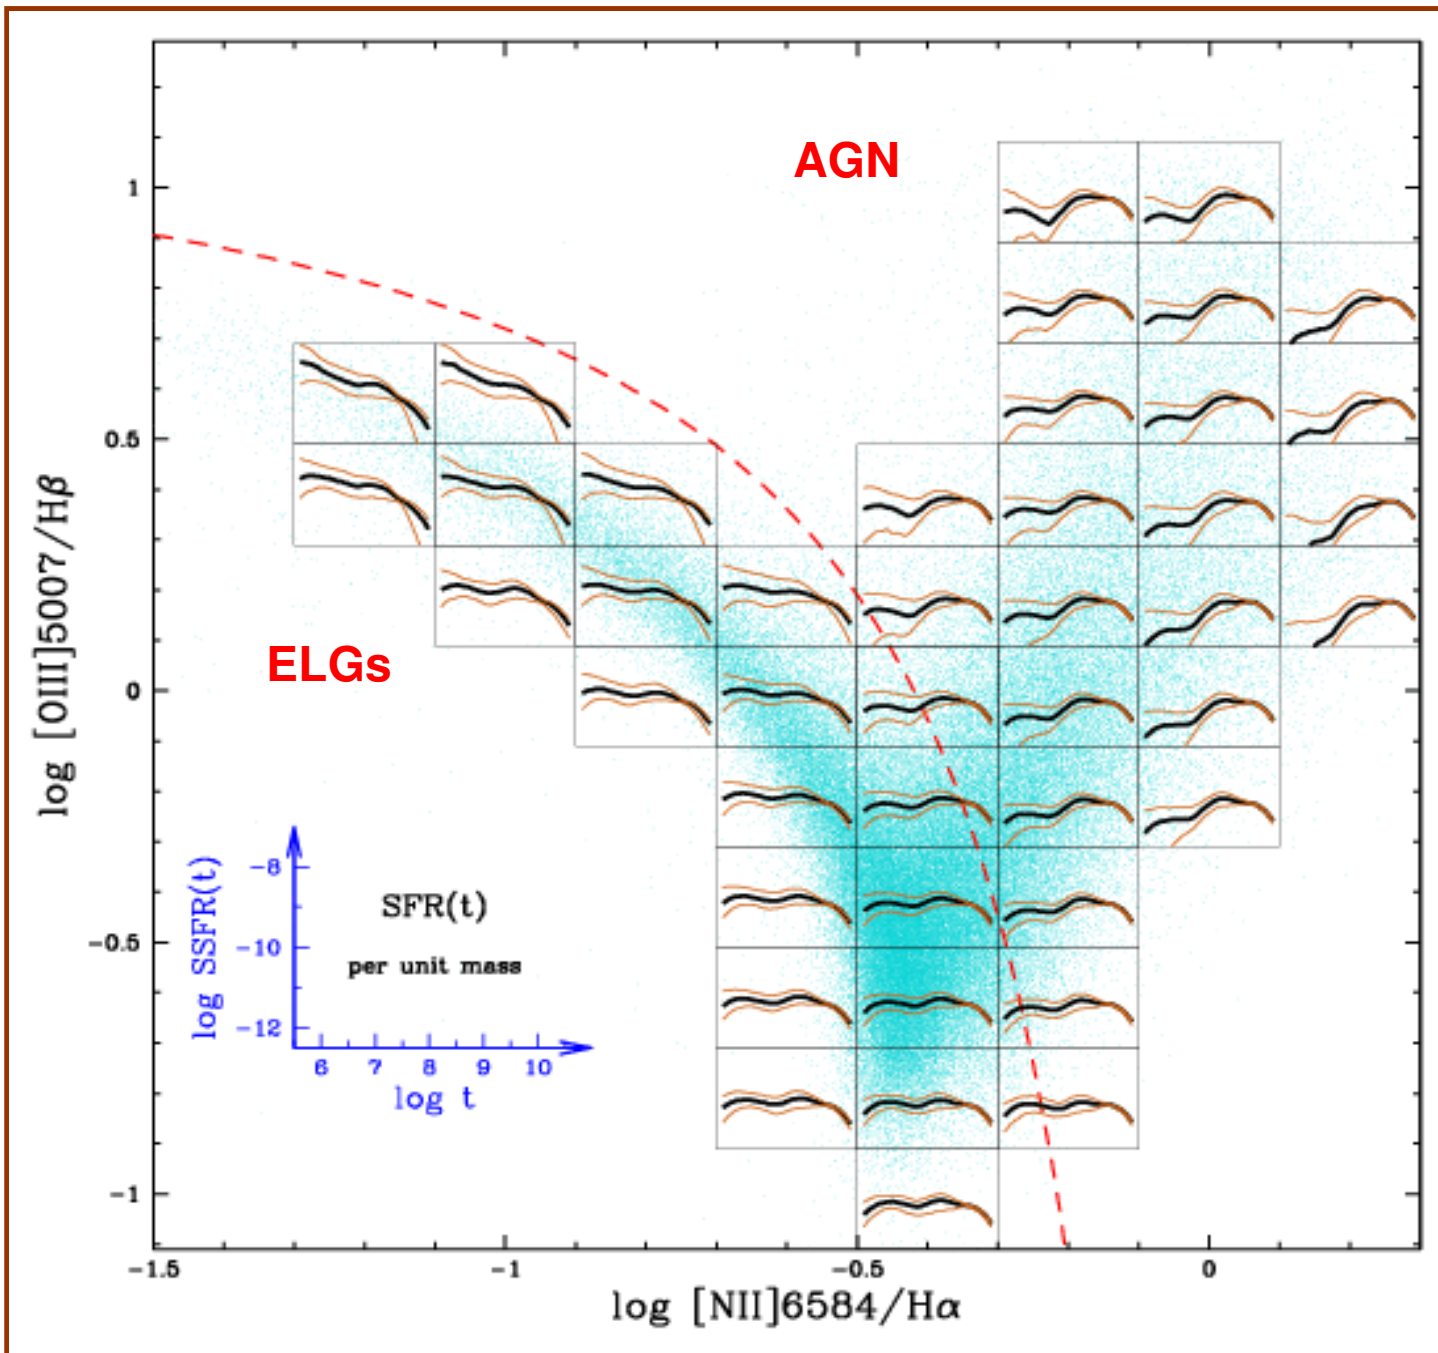 AGN
1
0.5
0
−0.5
−1
log [OIII]5007/Hβ
ELGs
SFR(t)
per unit mass
log SSFR(t)
−8
−10
−12
6 7 8 9 10
log t
−1.5 −1 −0.5 0
log [NII]6584/Hα